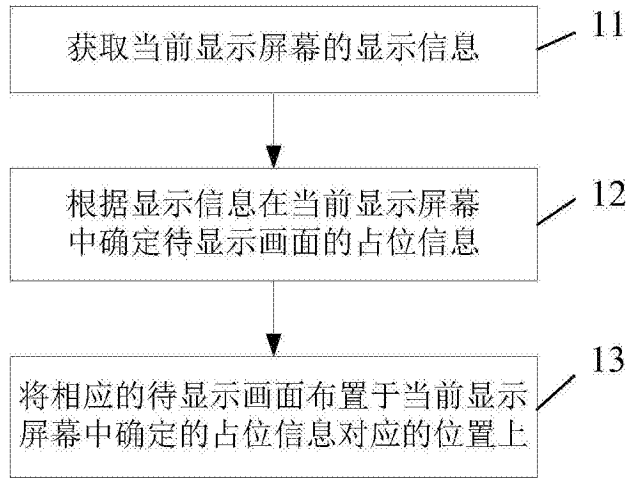 获取当前显示屏幕的显示信息
11
根据显示信息在当前显示屏幕
中确定待显示画面的占位信息
12
将相应的待显示画面布置于当前显示
屏幕中确定的占位信息对应的位置上
13